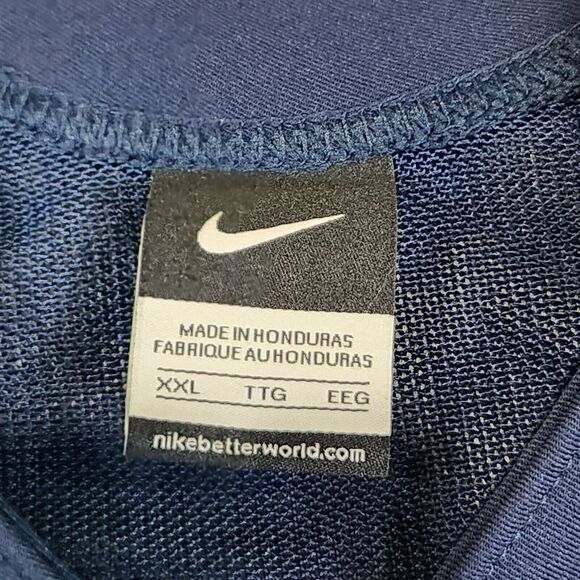 MADE IN HONDURAS
FABRIQUE AU HONDURAS
XXL TTG EEG
nikebetterworld.com